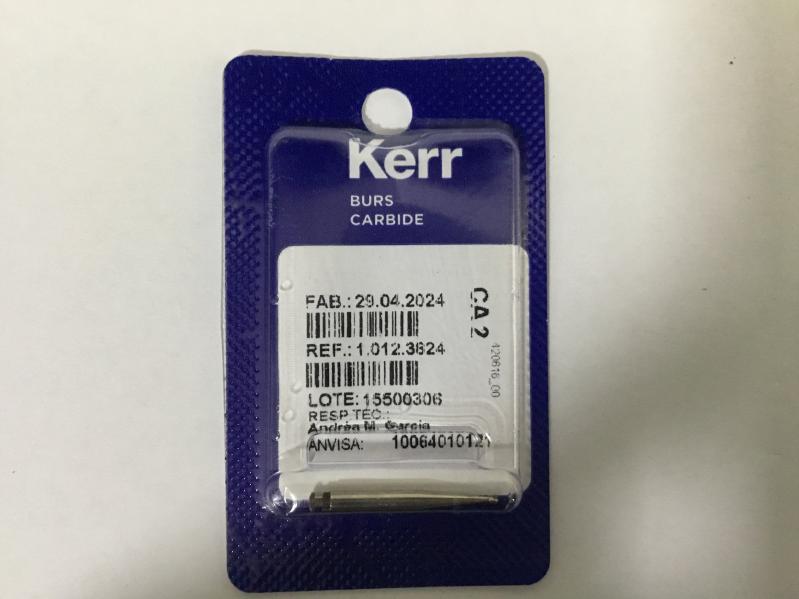 Kerr
BURS
CARBIDE
FAB.: 29.04.2024
CA 2
REF.: 1.012.3624
420616_00
LOTE: 15500306
RESP.TEC.:
Andréa M. Garcia
ANVISA: 10064010121